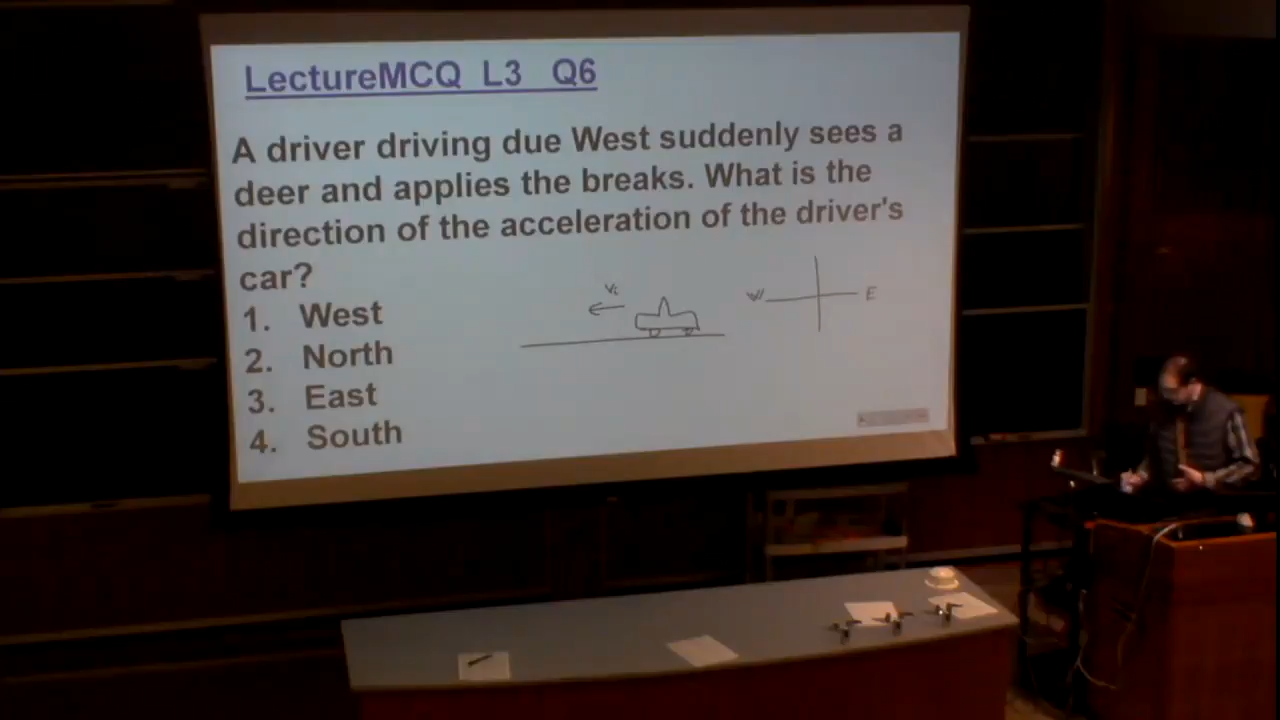 LectureMCQ L3 Q6
A driver driving due West suddenly sees a
deer and applies the breaks. What is the
direction of the acceleration of the driver's
car?
1. West
2. North
3. East
4. South
Vi
W E